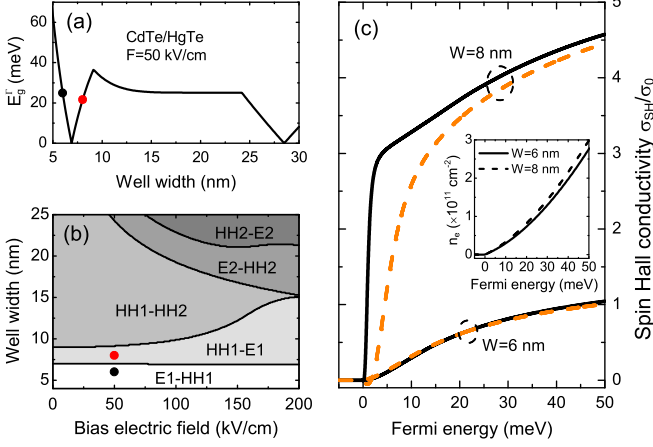 (a)
CdTe/HgTe
F=50 kV/cm
E_g^Γ (meV)
60
40
20
0
5 10 15 20 25 30
Well width (nm)
(b)
HH2-E2
E2-HH2
HH1-HH2
HH1-E1
E1-HH1
Well width (nm)
25
20
15
10
5
0 50 100 150 200
Bias electric field (kV/cm)
(c)
W=8 nm
W=6 nm
W=6 nm
W=8 nm
n_e (×10^11 cm^-2)
3
2
1
0
0 10 20 30 40 50
Fermi energy (meV)
0 10 20 30 40 50
Fermi energy (meV)
5
4
3
2
1
0
Spin Hall conductivity σ_SH/σ_0